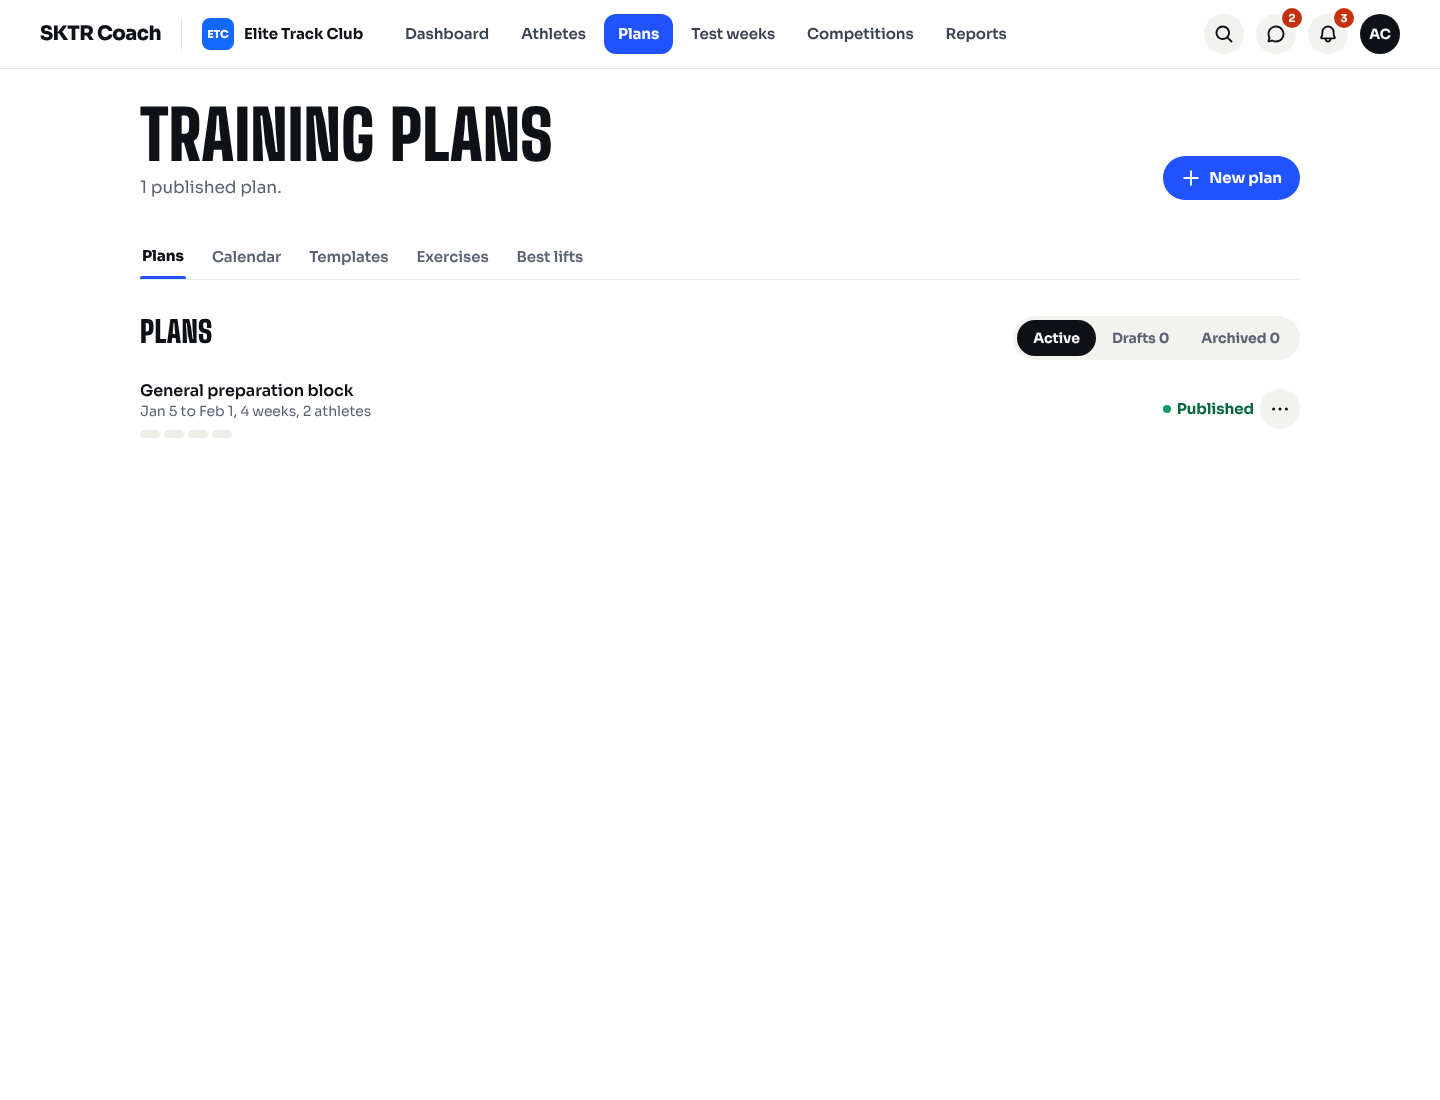 SKTR Coach
ETC Elite Track Club
Dashboard
Athletes
Plans
Test weeks
Competitions
Reports
2
3
AC
TRAINING PLANS
1 published plan.
New plan
Plans
Calendar
Templates
Exercises
Best lifts
PLANS
Active
Drafts 0
Archived 0
General preparation block
Jan 5 to Feb 1, 4 weeks, 2 athletes
Published